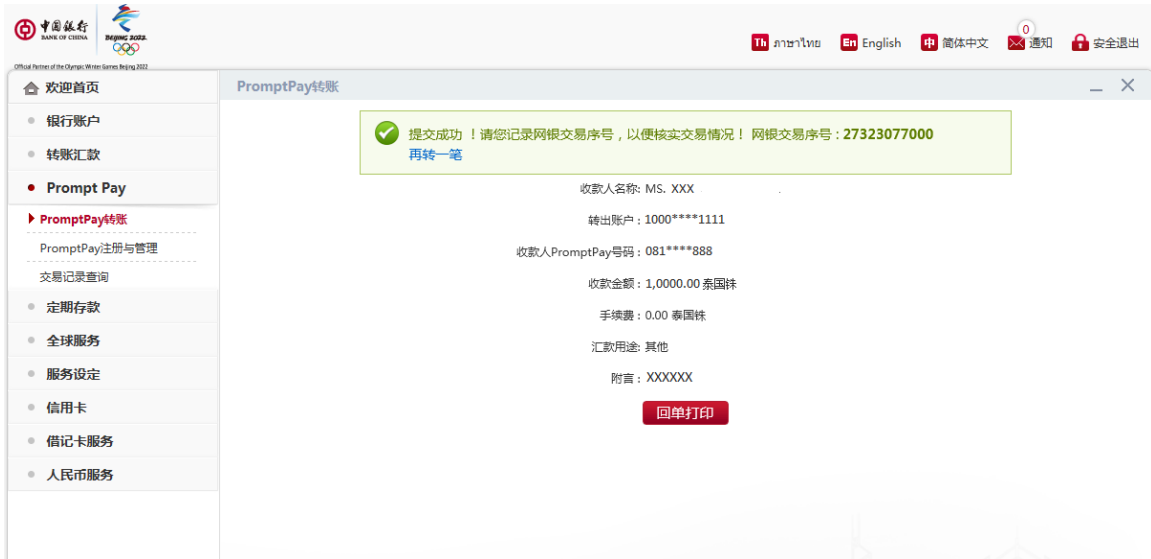 中国银行
BANK OF CHINA
BEIJING 2022
Official Partner of the Olympic Winter Games Beijing 2022
Th ภาษาไทย En English 中 简体中文 0 通知 安全退出
欢迎首页
银行账户
转账汇款
Prompt Pay
PromptPay转账
PromptPay注册与管理
交易记录查询
定期存款
全球服务
服务设定
信用卡
借记卡服务
人民币服务
PromptPay转账
提交成功 ！请您记录网银交易序号，以便核实交易情况！ 网银交易序号 : 27323077000
再转一笔
收款人名称: MS. XXX
转出账户 : 1000****1111
收款人PromptPay号码 : 081****888
收款金额 : 1,0000.00 泰国铢
手续费 : 0.00 泰国铢
汇款用途: 其他
附言 : XXXXXX
回单打印